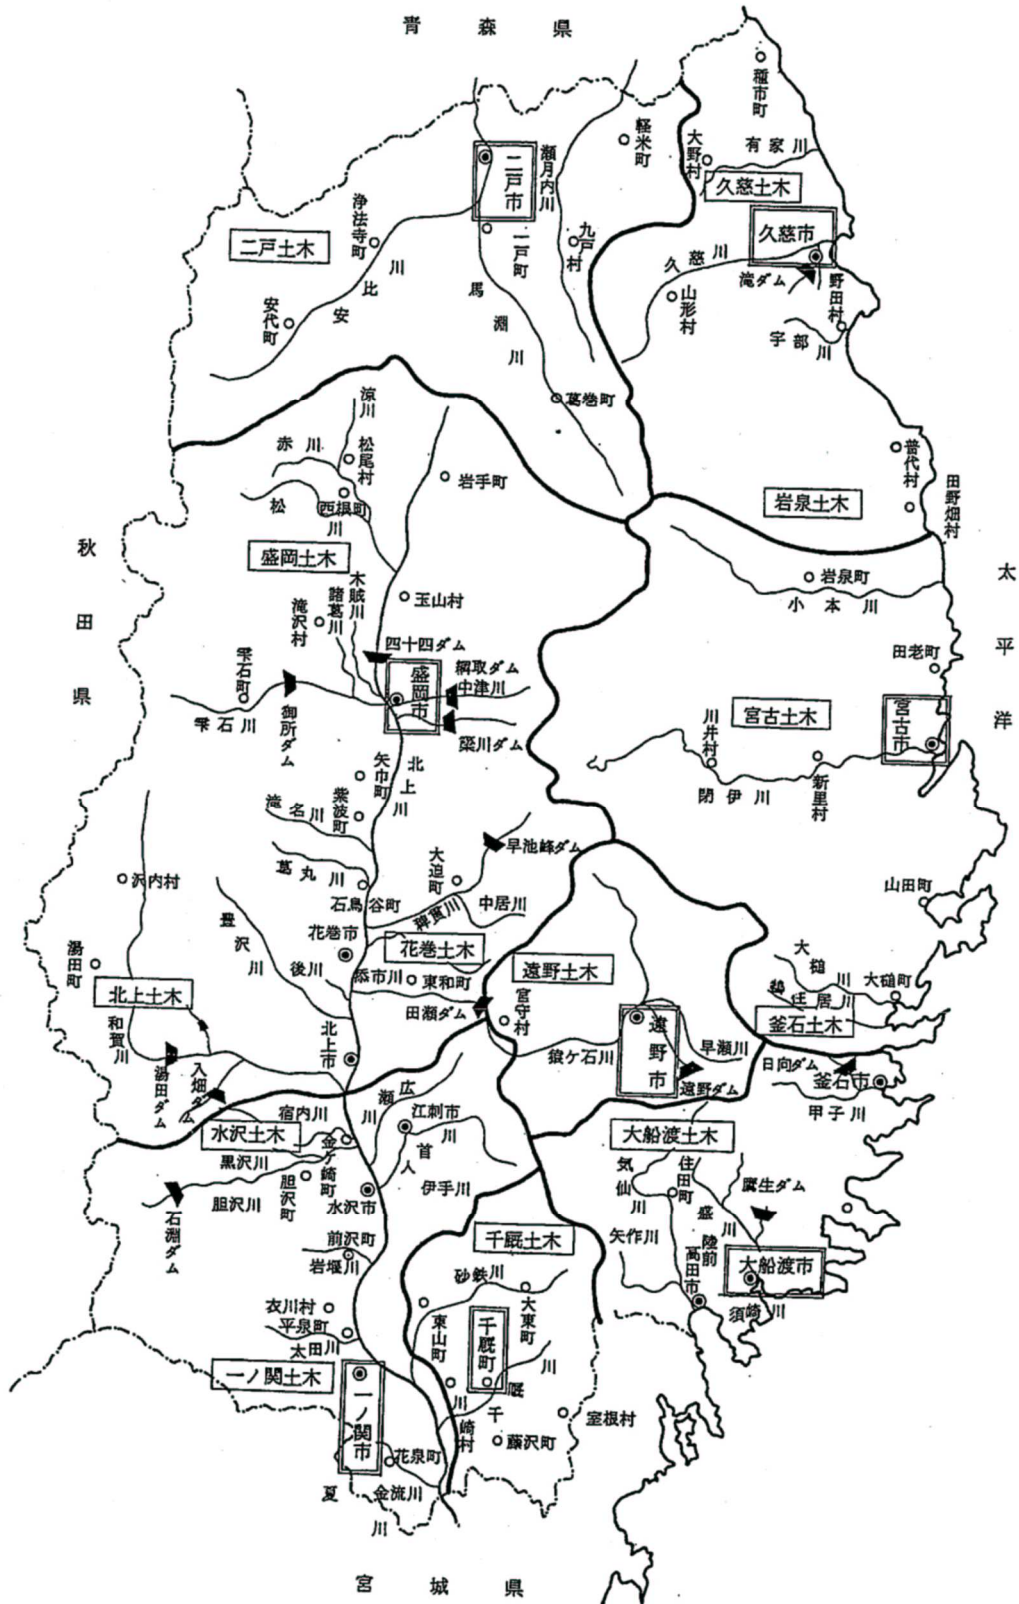 青森県
種市町
軽米町
大野村
有家川
久慈土木
二戸市
瀬月内川
浄法寺町
二戸土木
一戸町
九戸村
久慈市
久慈川
滝ダム
野田村
山形村
宇部川
安比川
安代町
馬淵川
葛巻町
涼川
赤川
松尾村
岩手町
普代村
田野畑村
松川
西根町
岩泉土木
秋田県
盛岡土木
太平洋
木賊川
諸葛川
滝沢村
玉山村
岩泉町
小本川
四十四ダム
田老町
雫石町
盛岡市
綱取ダム
中津川
雫石川
御所ダム
簗川ダム
宮古土木
宮古市
川井村
新里村
閉伊川
矢巾町
北上川
紫波町
滝名川
早池峰ダム
大迫町
葛丸川
沢内村
石鳥谷町
稗貫川
中居川
山田町
豊沢川
花巻市
花巻土木
後川
添市川
東和町
遠野土木
湯田町
北上土木
田瀬ダム
宮守村
大槌川
大槌町
鵜住居川
釜石土木
和賀川
北上市
猿ケ石川
遠野市
早瀬川
遠野ダム
日向ダム
釜石市
甲子川
湯田ダム
入畑ダム
広瀬川
宿内川
水沢土木
金ヶ崎町
江刺市
人首川
大船渡土木
黒沢川
胆沢川
胆沢町
水沢市
伊手川
気仙川
住田町
鷹生ダム
石淵ダム
前沢町
岩堰川
千厩土木
矢作川
盛川
陸前高田市
大船渡市
須崎川
砂鉄川
衣川村
平泉町
太田川
東山町
千厩町
大東町
一ノ関土木
一ノ関市
千厩川
川崎村
室根村
藤沢町
花泉町
金流川
夏川
宮城県